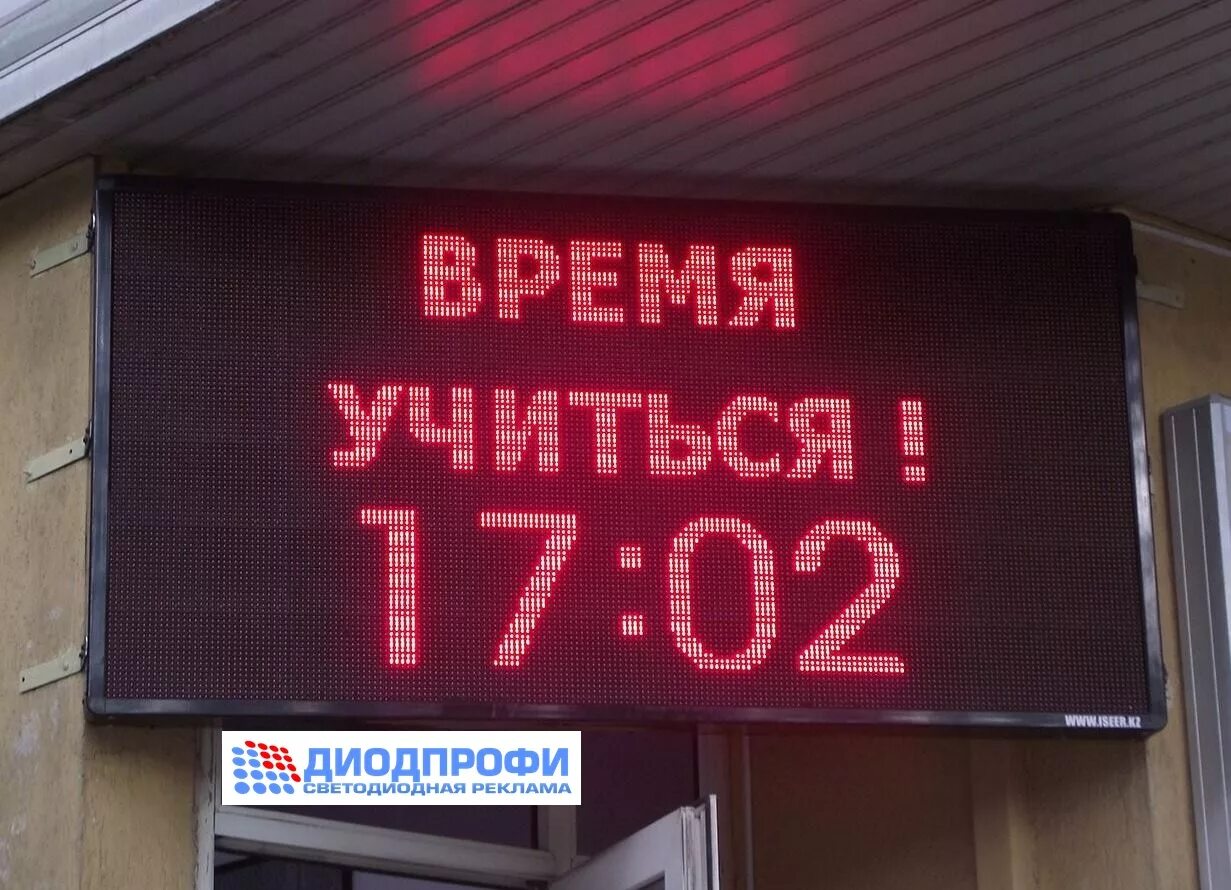 ВРЕМЯ
УЧИТЬСЯ !
17:02
WWW.ISEER.KZ
ДИОДПРОФИ
СВЕТОДИОДНАЯ РЕКЛАМА